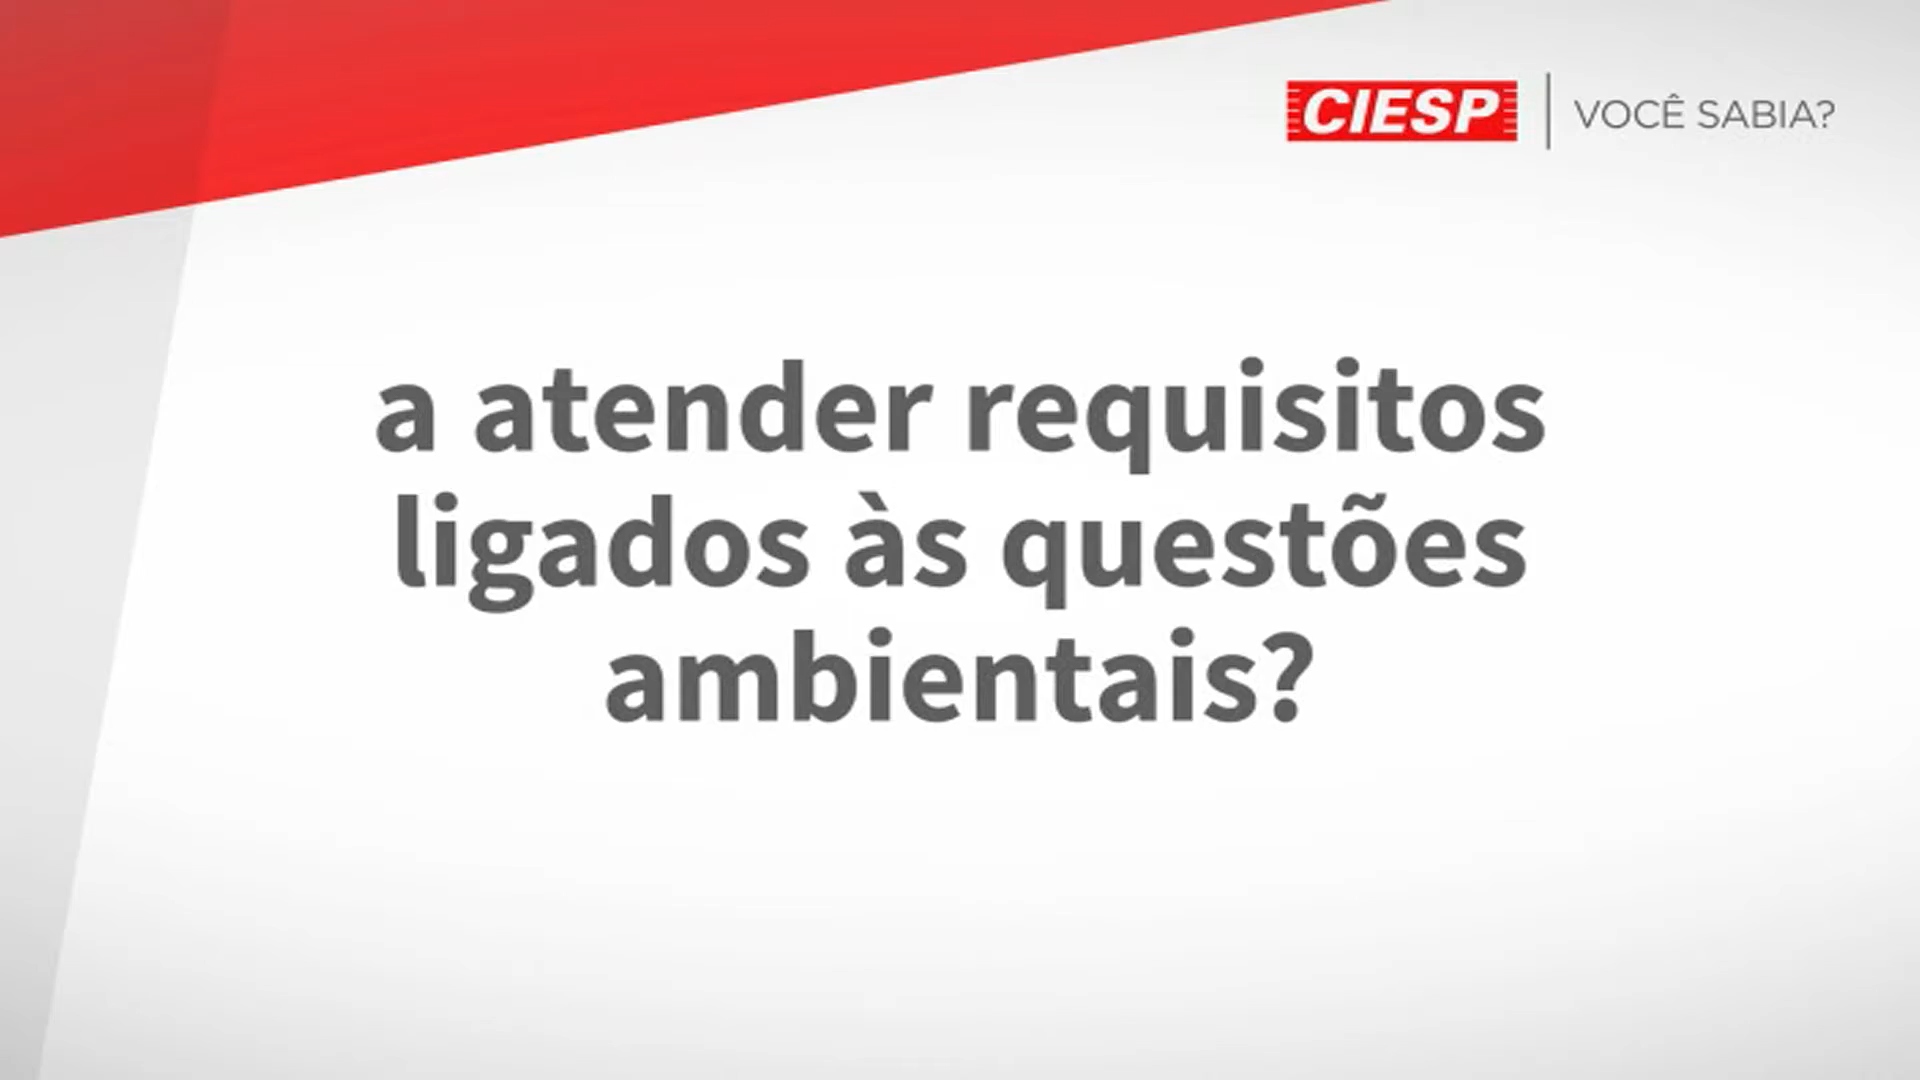 CIESP | VOCÊ SABIA?
a atender requisitos
ligados às questões
ambientais?